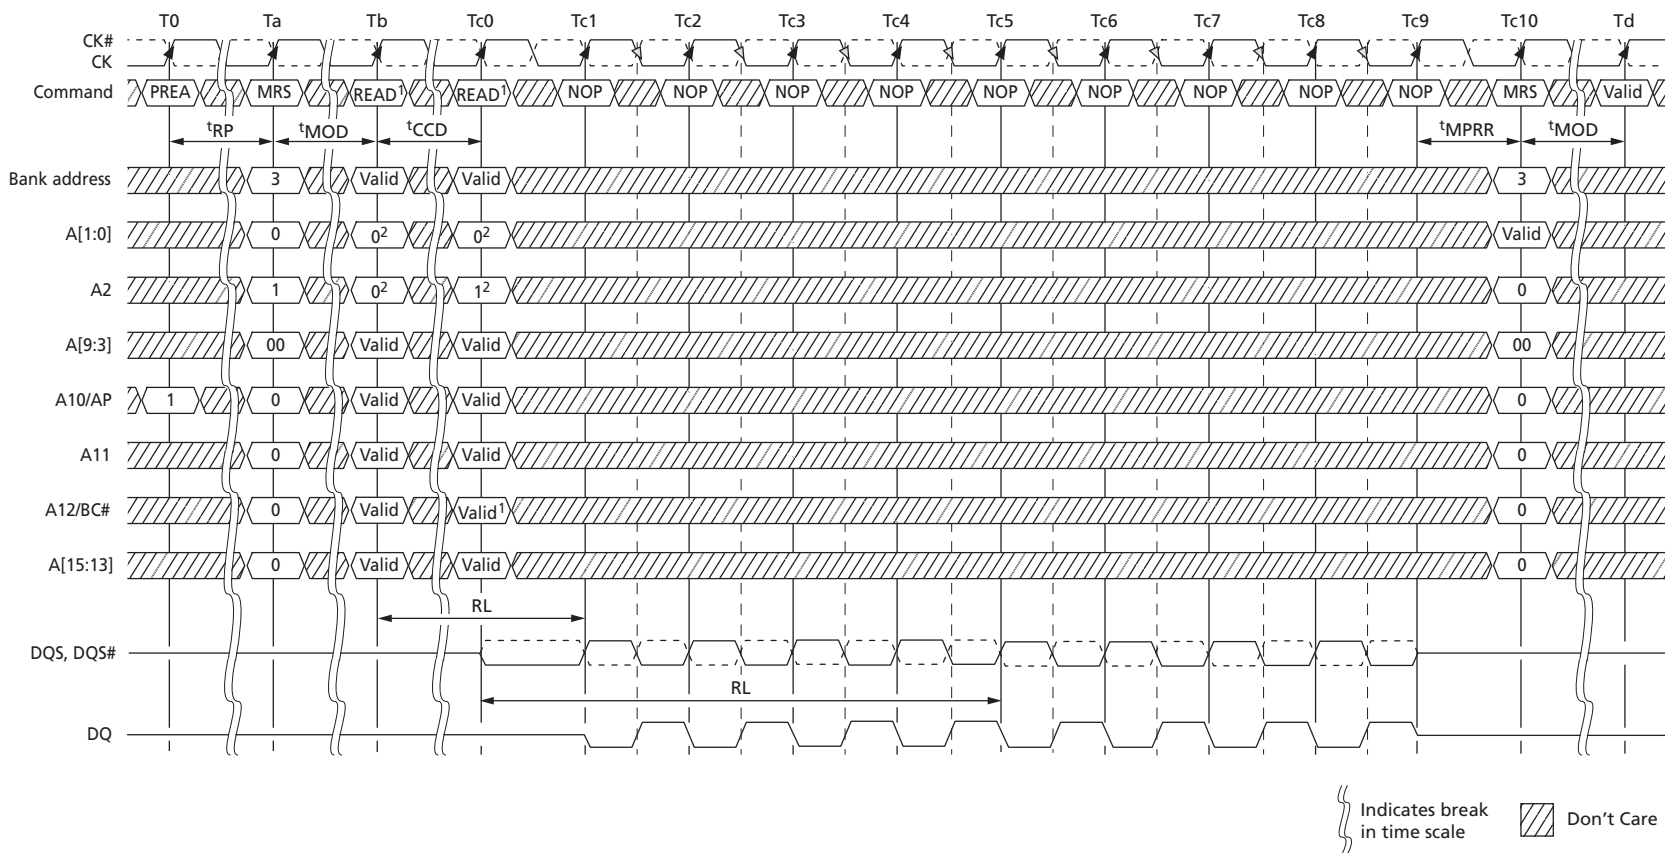 T0 Ta Tb Tc0 Tc1 Tc2 Tc3 Tc4 Tc5 Tc6 Tc7 Tc8 Tc9 Tc10 Td
CK#
CK
Command PREA MRS READ¹ READ¹ NOP NOP NOP NOP NOP NOP NOP NOP NOP MRS Valid
tRP tMOD tCCD tMPRR tMOD
Bank address 3 Valid Valid 3
A[1:0] 0 0² 0² Valid
A2 1 0² 1² 0
A[9:3] 00 Valid Valid 00
A10/AP 1 0 Valid Valid 0
A11 0 Valid Valid 0
A12/BC# 0 Valid Valid¹ 0
A[15:13] 0 Valid Valid 0
RL
DQS, DQS#
RL
DQ
Indicates break
in time scale
Don't Care